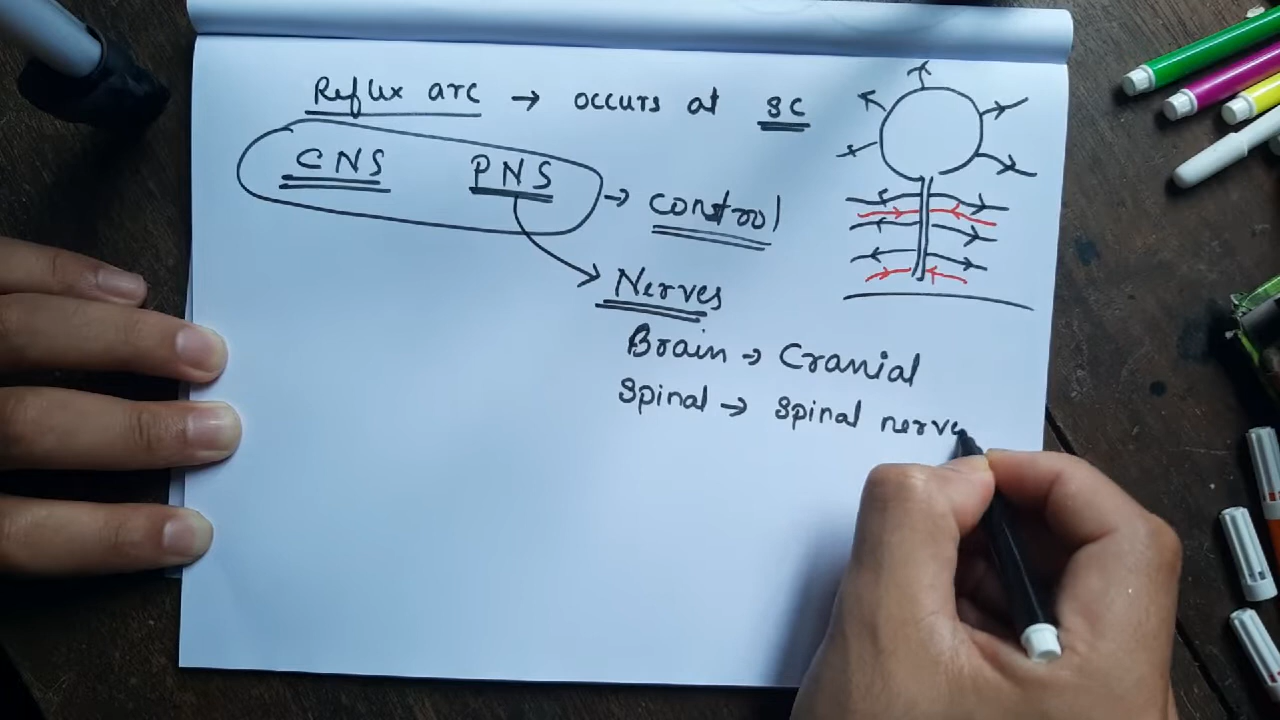 Reflux arc → occurs at SC
CNS PNS → control
Nerves
Brain → Cranial
Spinal → Spinal nerve